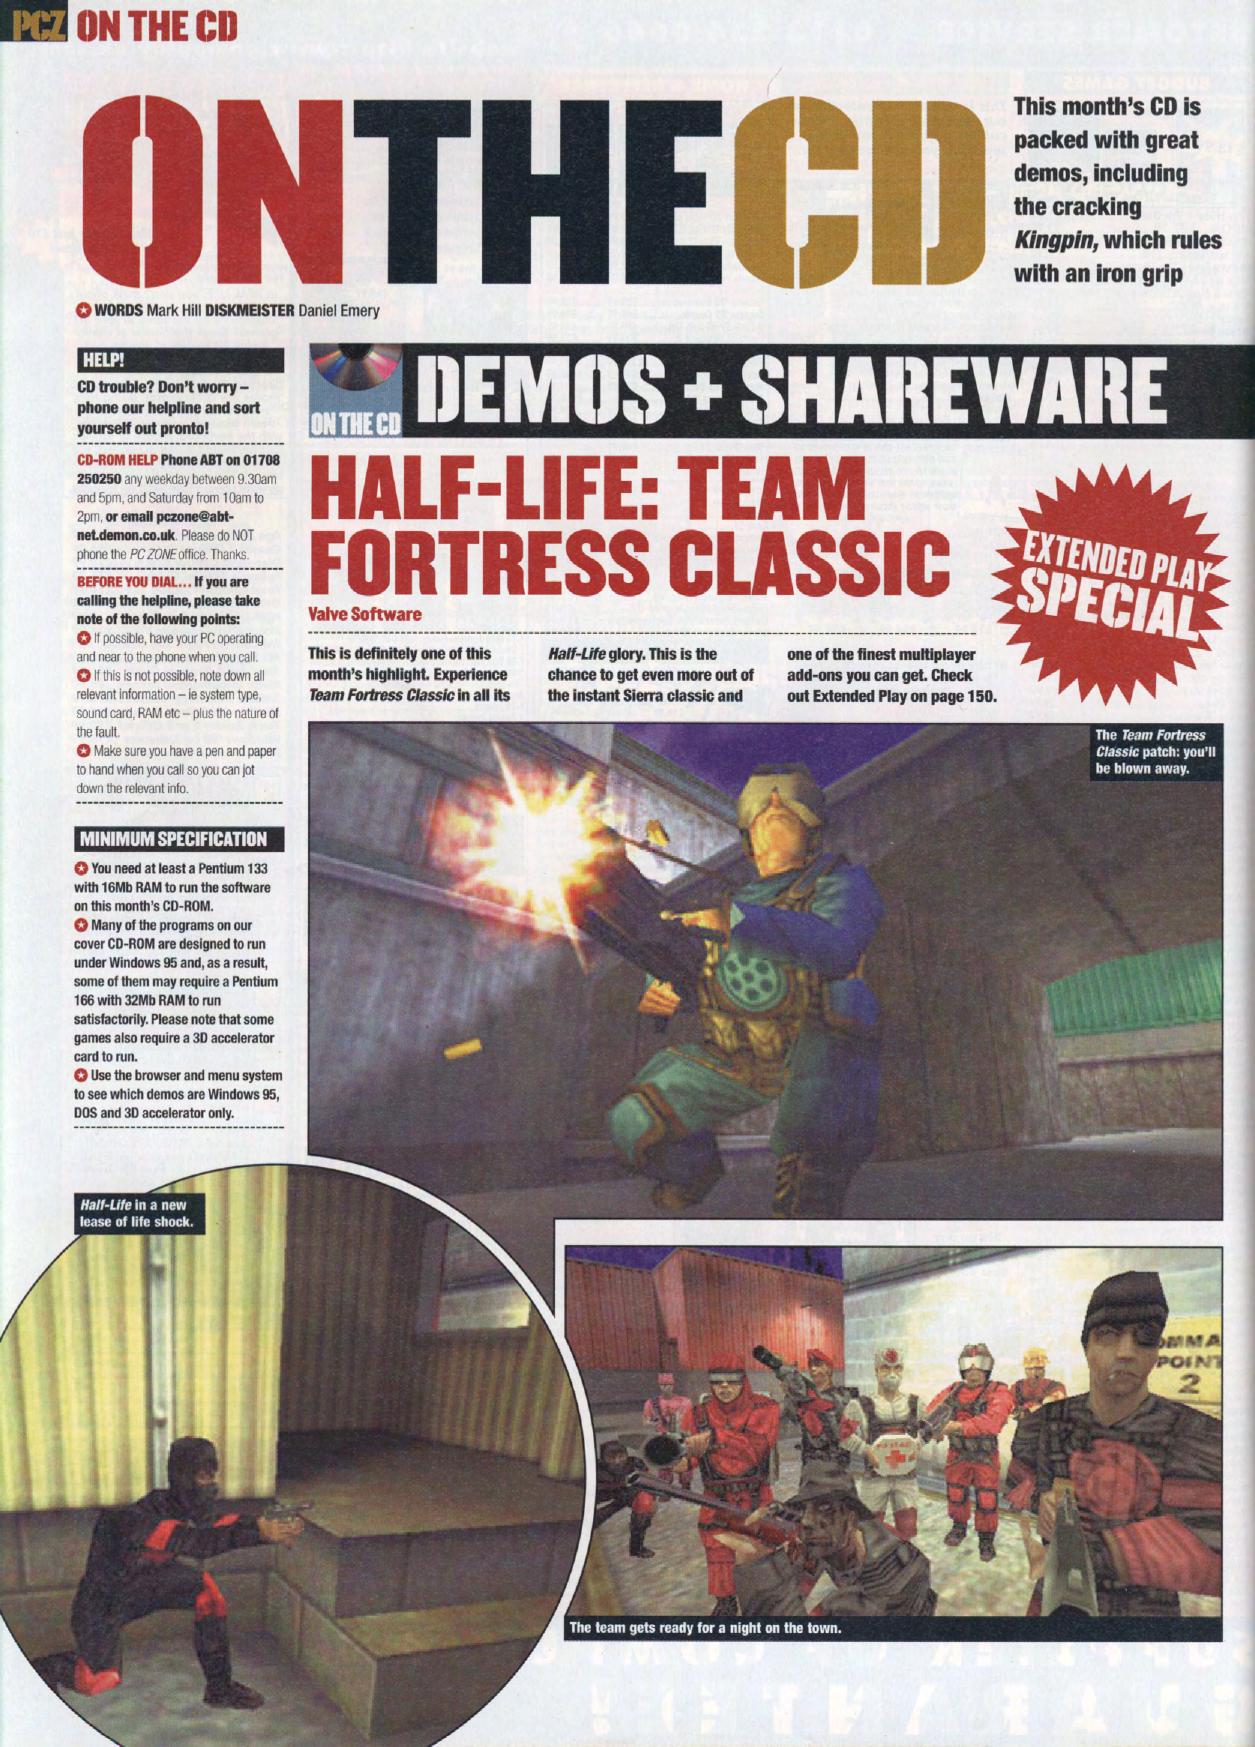 PCZ ON THE CD
ON THE CD
This month's CD is
packed with great
demos, including
the cracking
Kingpin, which rules
with an iron grip
WORDS Mark Hill DISKMEISTER Daniel Emery
HELP!
CD trouble? Don't worry –
phone our helpline and sort
yourself out pronto!
CD-ROM HELP Phone ABT on 01708
250250 any weekday between 9.30am
and 5pm, and Saturday from 10am to
2pm, or email pczone@abt-
net.demon.co.uk. Please do NOT
phone the PC ZONE office. Thanks.
BEFORE YOU DIAL... If you are
calling the helpline, please take
note of the following points:
If possible, have your PC operating
and near to the phone when you call.
If this is not possible, note down all
relevant information – ie system type,
sound card, RAM etc – plus the nature of
the fault.
Make sure you have a pen and paper
to hand when you call so you can jot
down the relevant info.
MINIMUM SPECIFICATION
You need at least a Pentium 133
with 16Mb RAM to run the software
on this month's CD-ROM.
Many of the programs on our
cover CD-ROM are designed to run
under Windows 95 and, as a result,
some of them may require a Pentium
166 with 32Mb RAM to run
satisfactorily. Please note that some
games also require a 3D accelerator
card to run.
Use the browser and menu system
to see which demos are Windows 95,
DOS and 3D accelerator only.
ON THE CD
DEMOS + SHAREWARE
HALF-LIFE: TEAM
FORTRESS CLASSIC
Valve Software
EXTENDED PLAY
SPECIAL
This is definitely one of this
month's highlight. Experience
Team Fortress Classic in all its
Half-Life glory. This is the
chance to get even more out of
the instant Sierra classic and
one of the finest multiplayer
add-ons you can get. Check
out Extended Play on page 150.
The Team Fortress
Classic patch: you'll
be blown away.
Half-Life in a new
lease of life shock.
OMMA
POINT
2
The team gets ready for a night on the town.